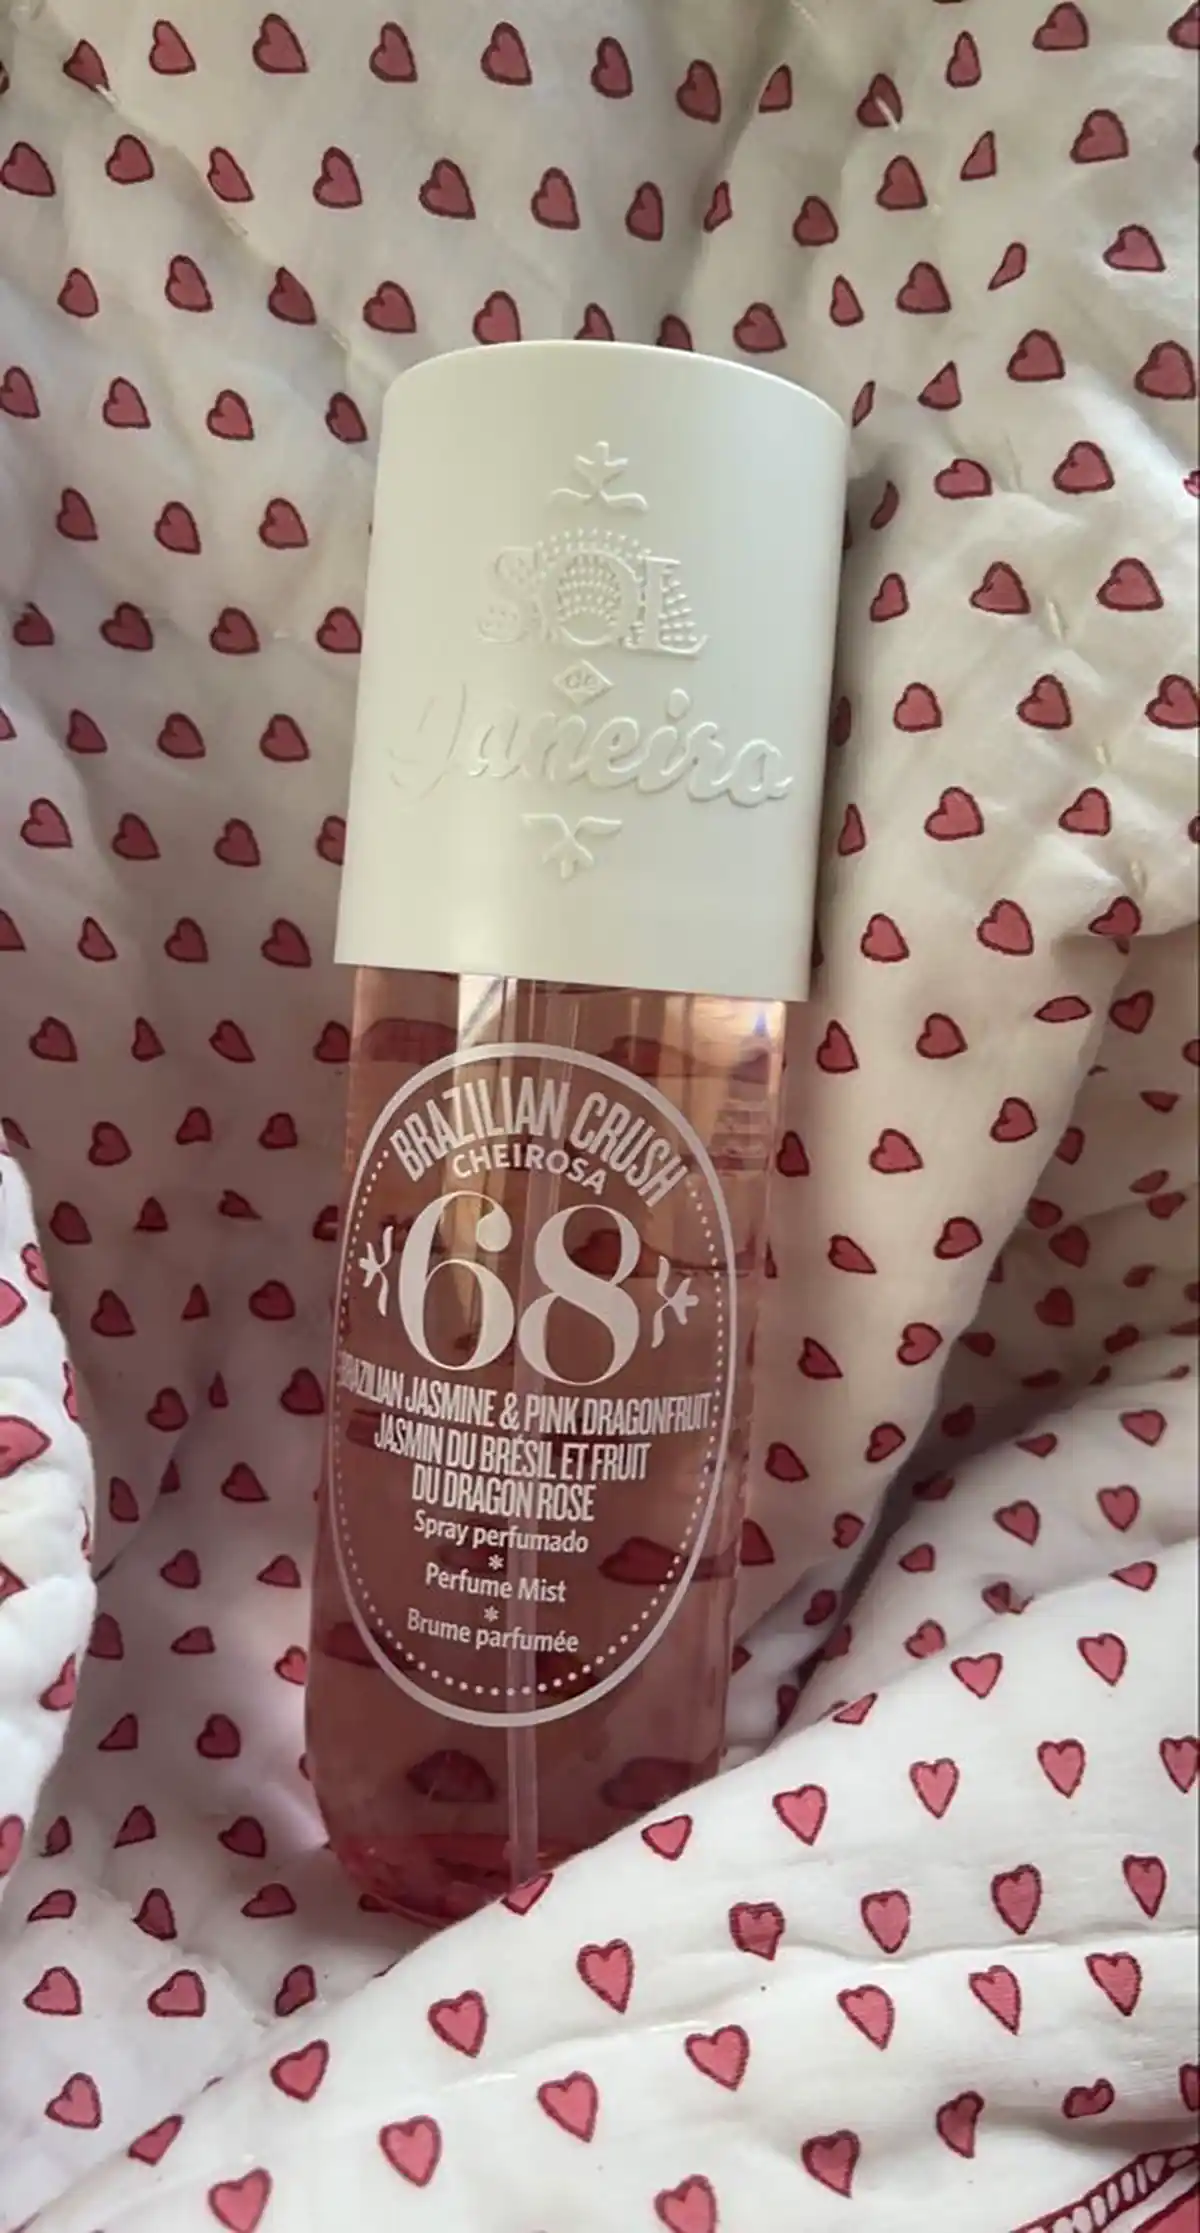 SOL
de
Janeiro
BRAZILIAN CRUSH
CHEIROSA
68
BRAZILIAN JASMINE & PINK DRAGONFRUIT
JASMIN DU BRÉSIL ET FRUIT
DU DRAGON ROSE
Spray perfumado
*
Perfume Mist
*
Brume parfumée